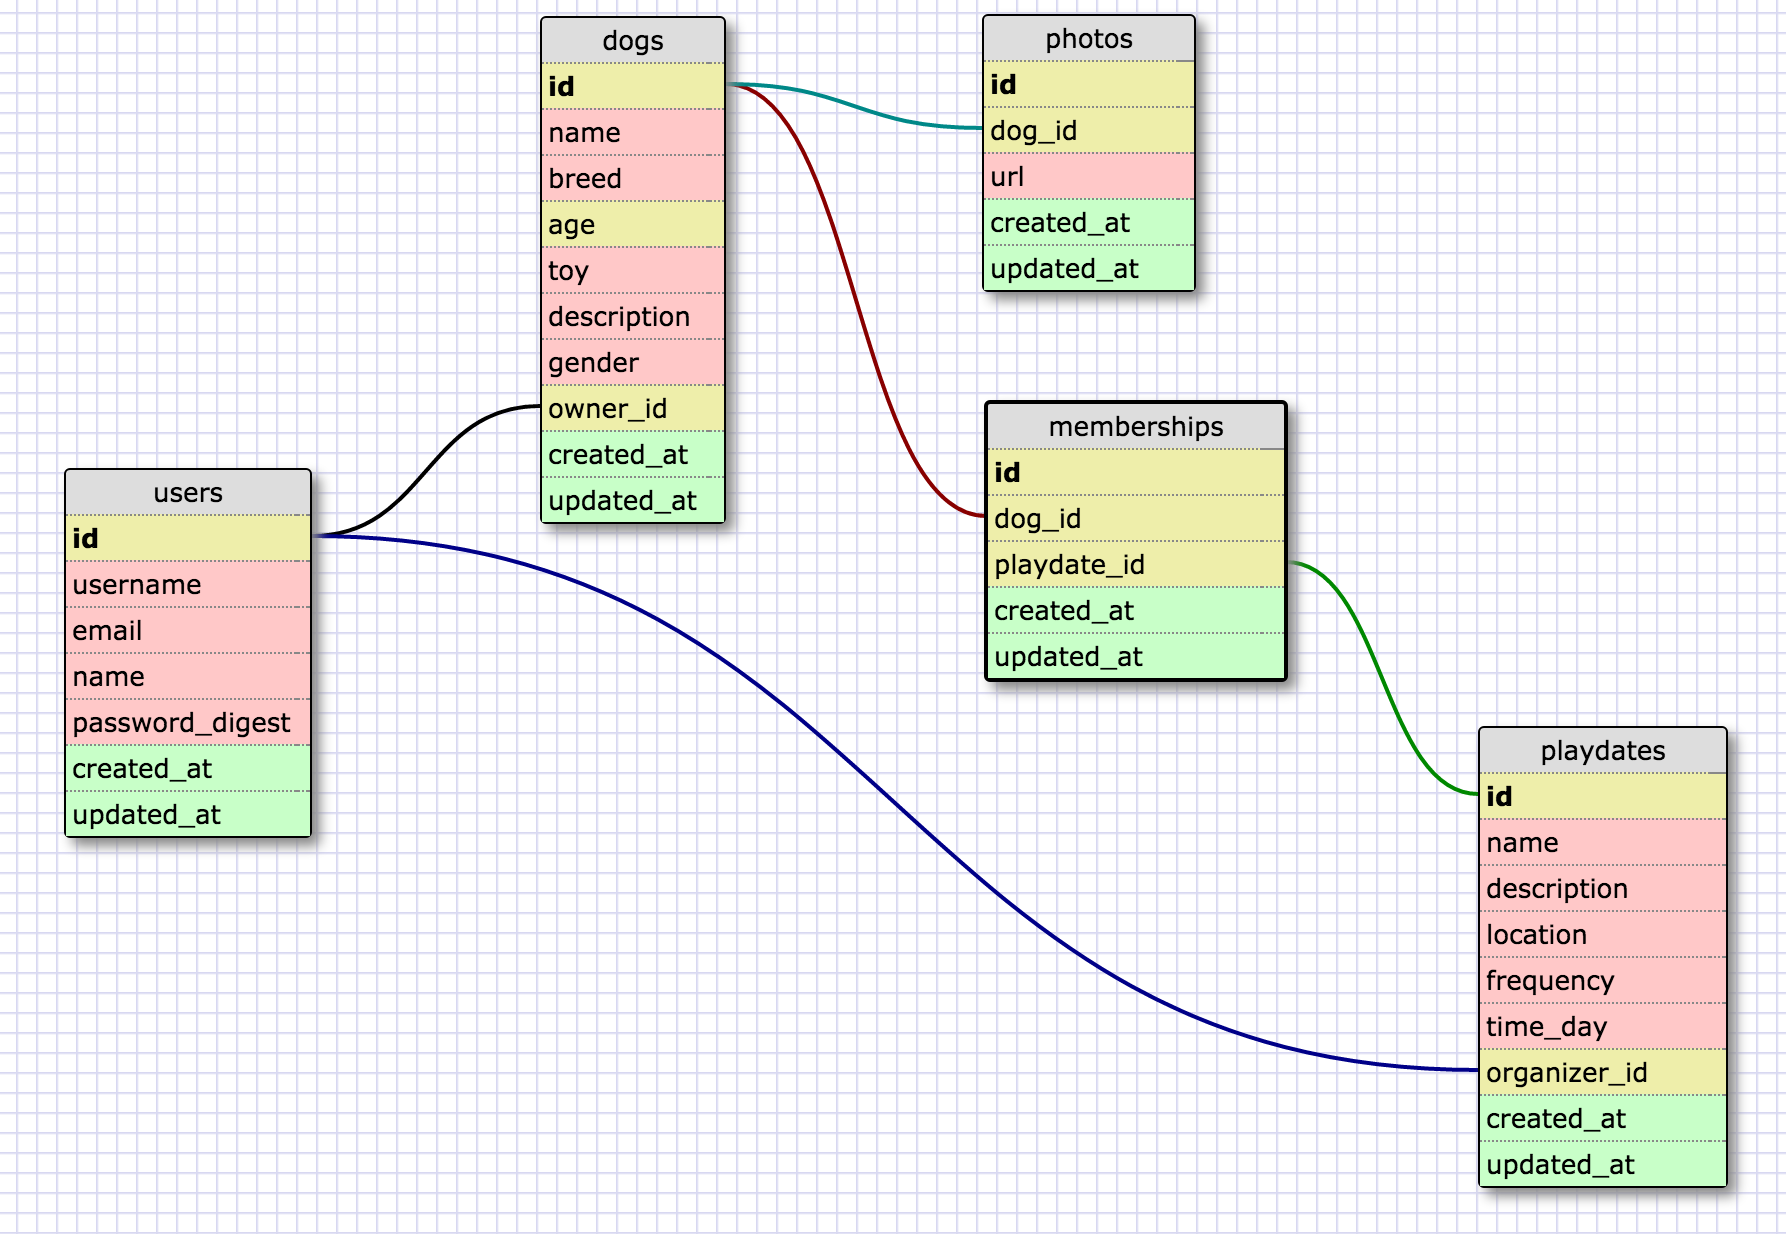 dogs
id
name
breed
age
toy
description
gender
owner_id
created_at
updated_at
photos
id
dog_id
url
created_at
updated_at
memberships
id
dog_id
playdate_id
created_at
updated_at
users
id
username
email
name
password_digest
created_at
updated_at
playdates
id
name
description
location
frequency
time_day
organizer_id
created_at
updated_at